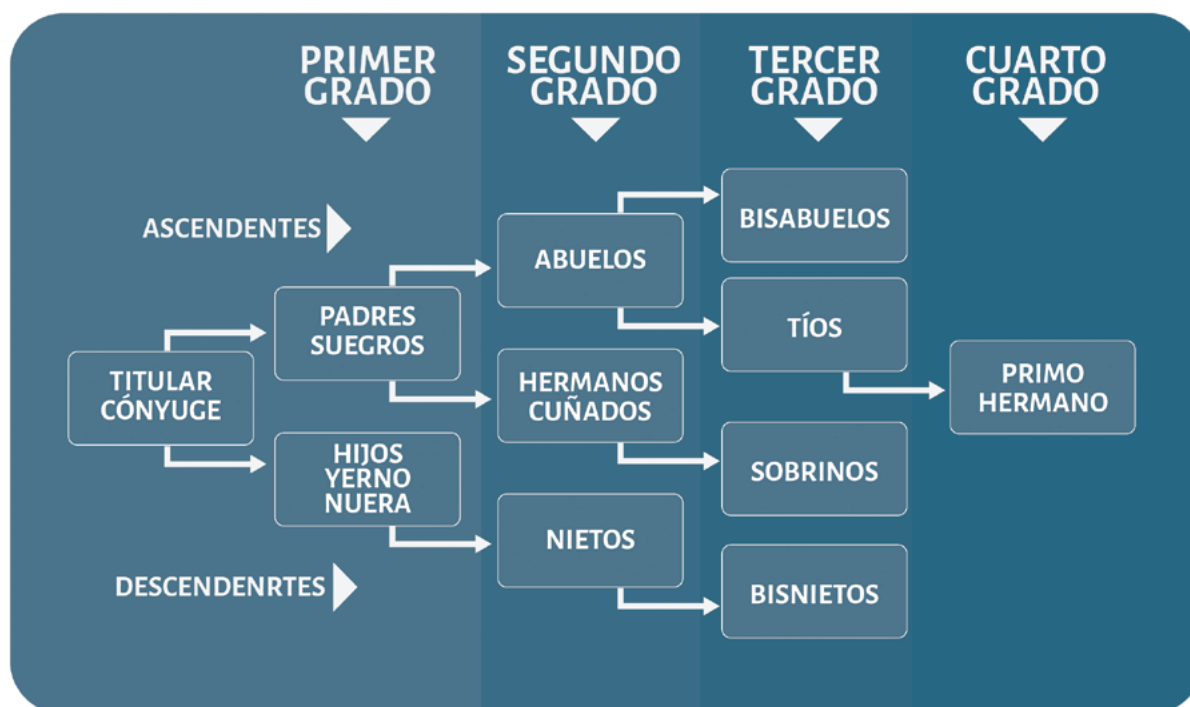 PRIMER
GRADO
SEGUNDO
GRADO
TERCER
GRADO
CUARTO
GRADO
ASCENDENTES
DESCENDENRTES
TITULAR
CÓNYUGE
PADRES
SUEGROS
HIJOS
YERNO
NUERA
ABUELOS
HERMANOS
CUÑADOS
NIETOS
BISABUELOS
TÍOS
SOBRINOS
BISNIETOS
PRIMO
HERMANO